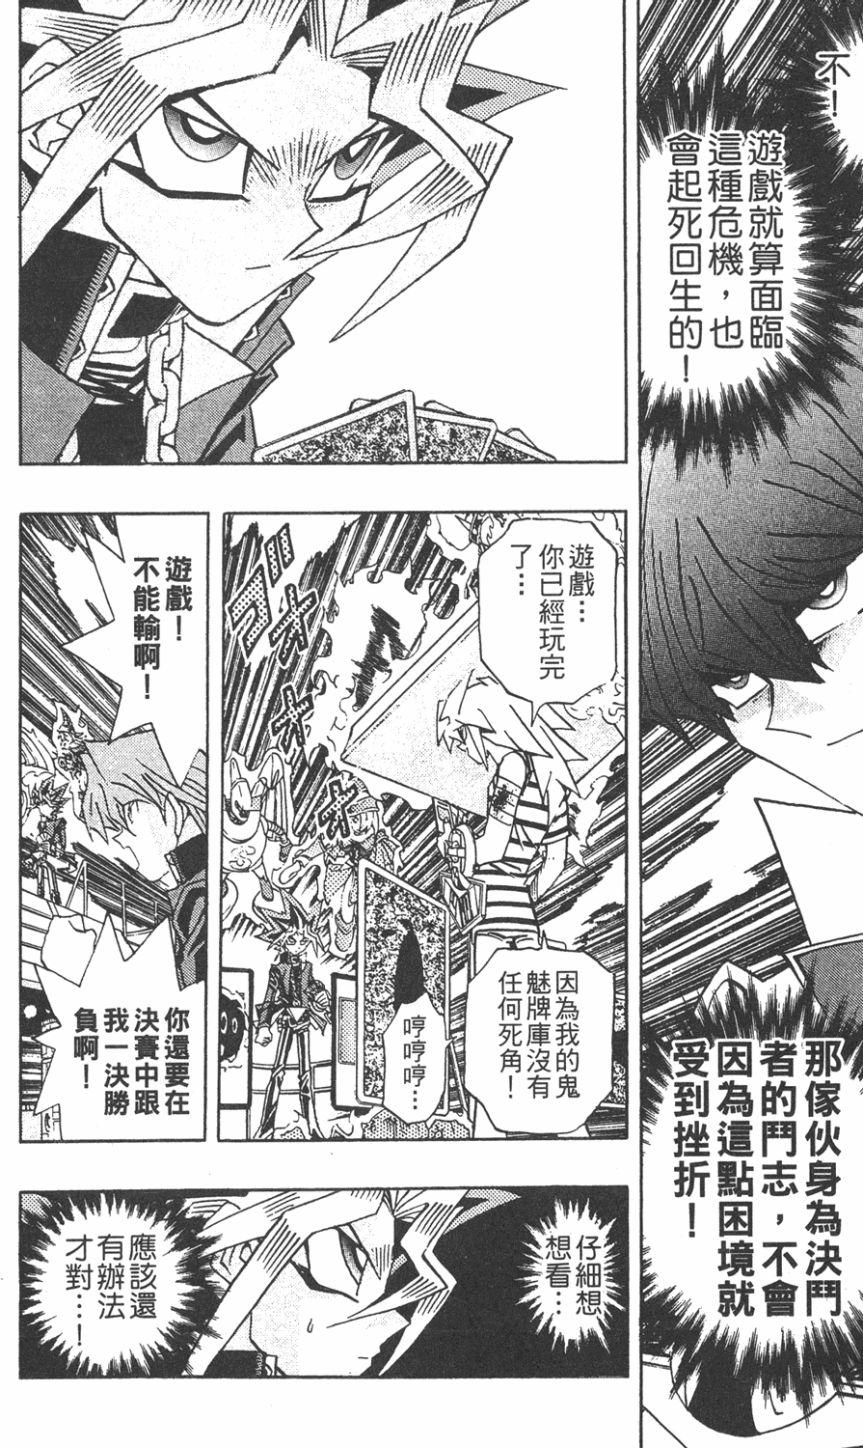 不！
遊戲就算面臨
這種危機，也
會起死回生的！
那傢伙身為決鬥
者的鬥志，不會
因為這點困境就
受到挫折！
遊戲…
你已經玩完
了…
因為我的鬼
魅牌庫沒有
任何死角！
哼哼哼…
遊戲！
不能輸啊！
你還要在
決賽中跟
我一決勝
負啊！
仔細想
想看…
應該還
有辦法
才對…！